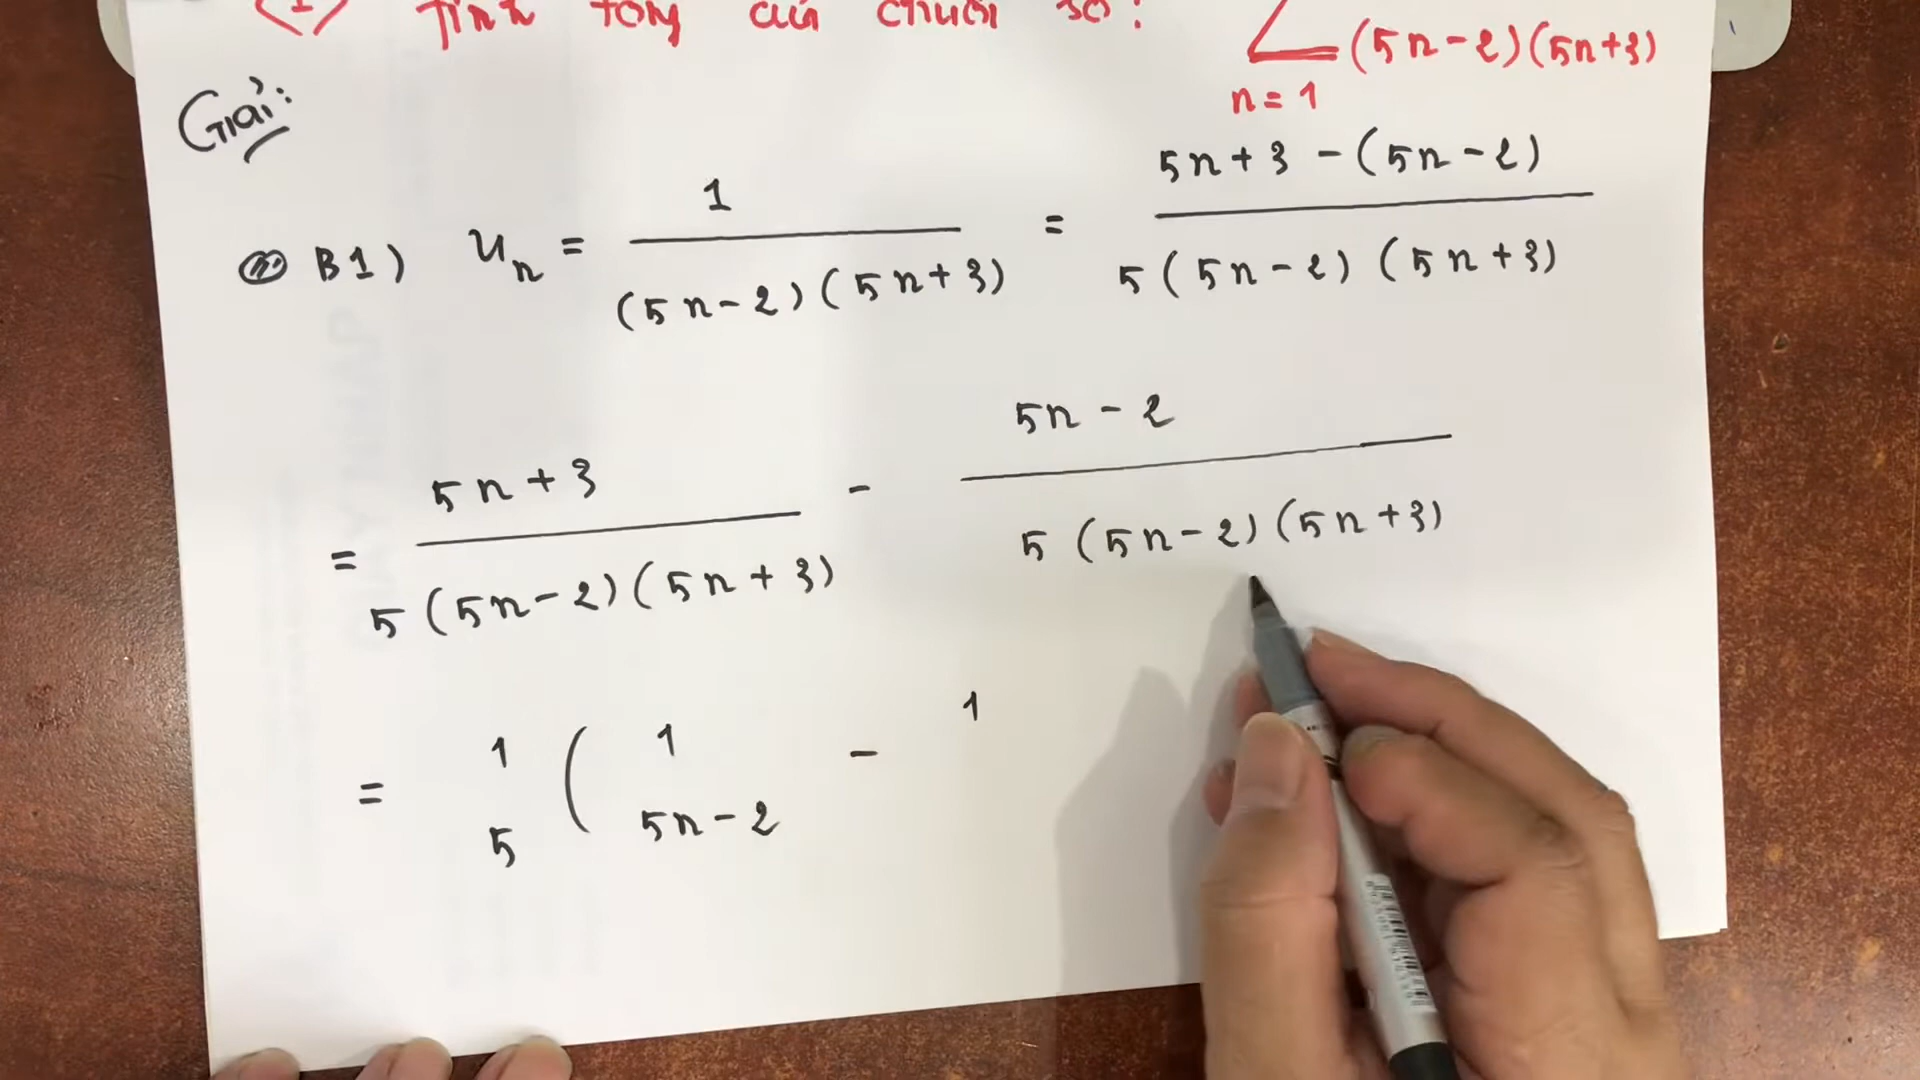 Tính tổng của chuỗi số: ∑ (5n-2)(5n+3)
n=1
Giải:
B1) uₙ = 1 / (5n-2)(5n+3) = 5n+3 -(5n-2) / 5(5n-2)(5n+3)
= 5n+3 / 5(5n-2)(5n+3) - 5n-2 / 5(5n-2)(5n+3)
= 1 / 5 ( 1 / 5n-2 - 1